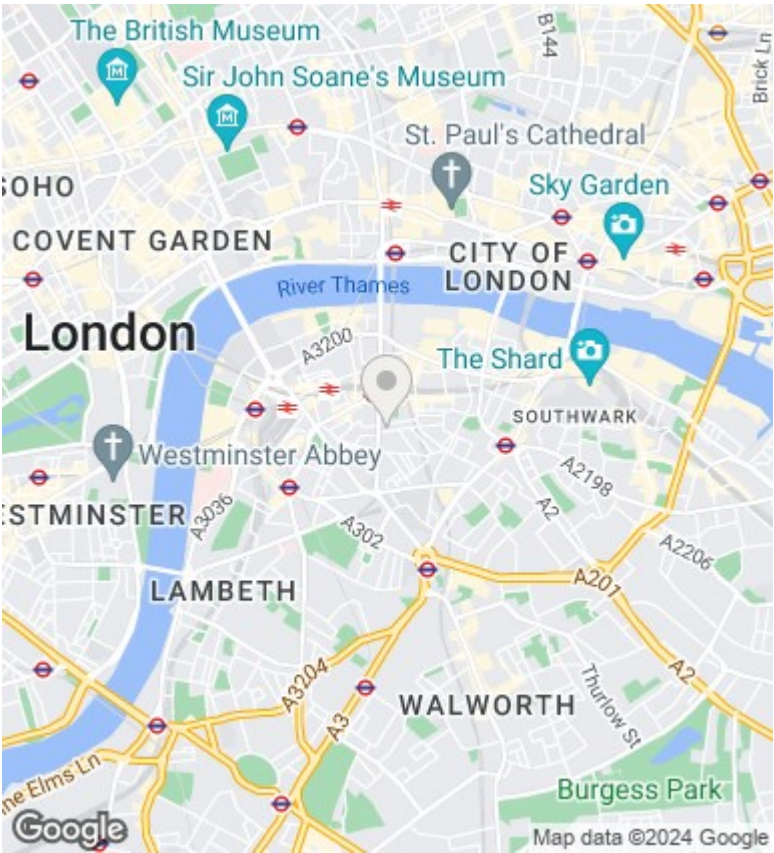 B144
Brick Ln
The British Museum
Sir John Soane's Museum
St. Paul's Cathedral
SOHO
Sky Garden
COVENT GARDEN
CITY OF
LONDON
River Thames
London
A3200
The Shard
SOUTHWARK
Westminster Abbey
A2198
ESTMINSTER
A3036
A302
A2
A2206
LAMBETH
A201
A3204
A2
WALWORTH
A3
Thurlow St
ne Elms Ln
Burgess Park
Google
Map data ©2024 Google